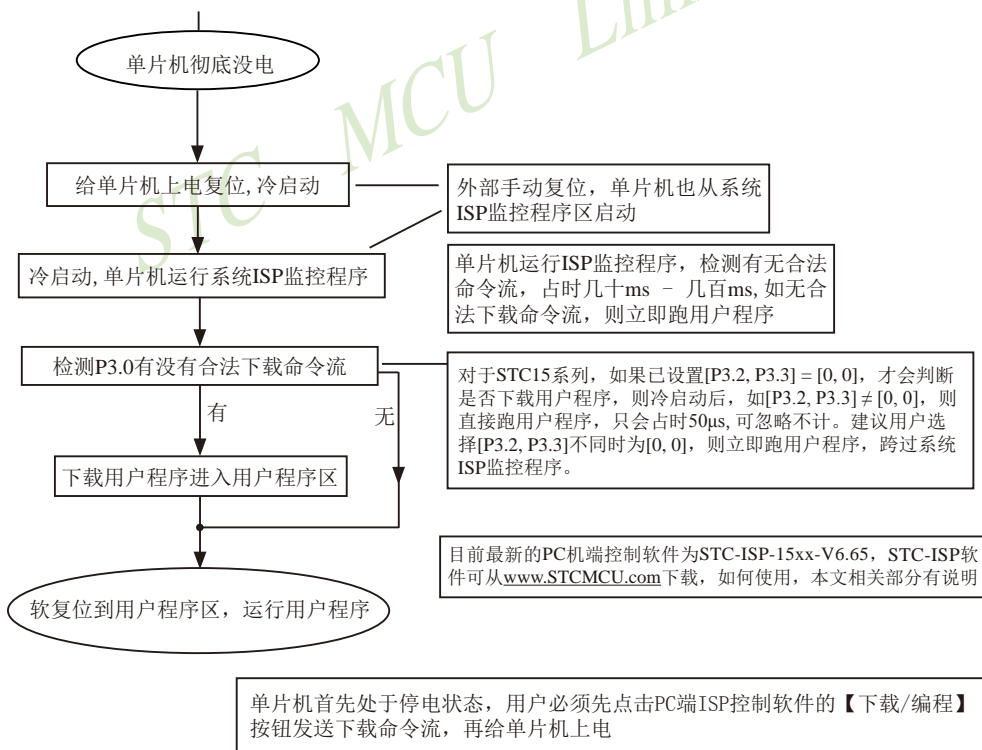 STC MCU Limi
单片机彻底没电
给单片机上电复位,冷启动
外部手动复位，单片机也从系统
ISP监控程序区启动
冷启动,单片机运行系统ISP监控程序
单片机运行ISP监控程序，检测有无合法
命令流，占时几十ms － 几百ms,如无合
法下载命令流，则立即跑用户程序
检测P3.0有没有合法下载命令流
对于STC15系列，如果已设置[P3.2, P3.3] = [0, 0]，才会判断
是否下载用户程序，则冷启动后，如[P3.2, P3.3] ≠ [0, 0]，则
直接跑用户程序，只会占时50μs,可忽略不计。建议用户选
择[P3.2, P3.3]不同时为[0, 0]，则立即跑用户程序，跨过系统
ISP监控程序。
有
无
下载用户程序进入用户程序区
目前最新的PC机端控制软件为STC-ISP-15xx-V6.65，STC-ISP软
件可从www.STCMCU.com下载，如何使用，本文相关部分有说明
软复位到用户程序区，运行用户程序
单片机首先处于停电状态，用户必须先点击PC端ISP控制软件的【下载/编程】
按钮发送下载命令流，再给单片机上电